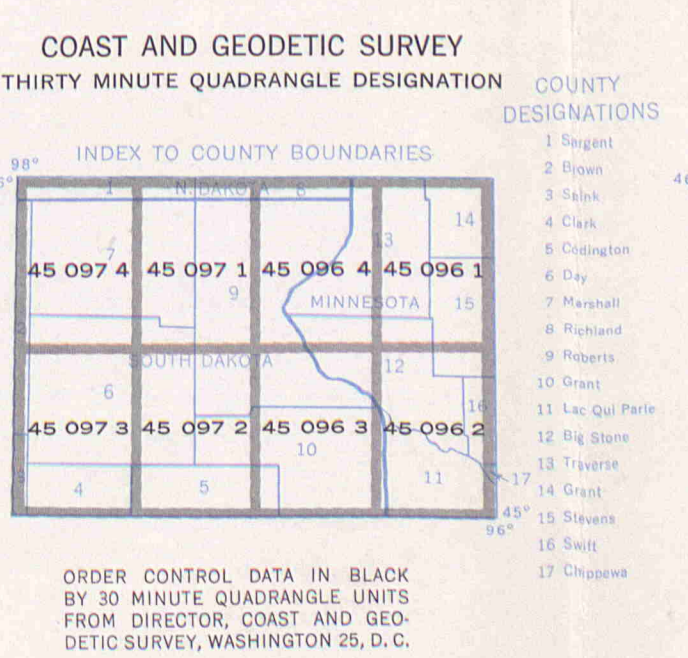 COAST AND GEODETIC SURVEY
THIRTY MINUTE QUADRANGLE DESIGNATION
INDEX TO COUNTY BOUNDARIES
98°
N. DAKOTA
1
8
7
13
14
45 097 4
45 097 1
45 096 4
45 096 1
9
MINNESOTA
15
2
SOUTH DAKOTA
12
6
16
45 097 3
45 097 2
45 096 3
45 096 2
10
3
4
5
11
17
45°
96°
COUNTY
DESIGNATIONS
1 Sargent
2 Brown
3 Spink
4 Clark
5 Codington
6 Day
7 Marshall
8 Richland
9 Roberts
10 Grant
11 Lac Qui Parle
12 Big Stone
13 Traverse
14 Grant
15 Stevens
16 Swift
17 Chippewa
ORDER CONTROL DATA IN BLACK
BY 30 MINUTE QUADRANGLE UNITS
FROM DIRECTOR, COAST AND GEO-
DETIC SURVEY, WASHINGTON 25, D. C.